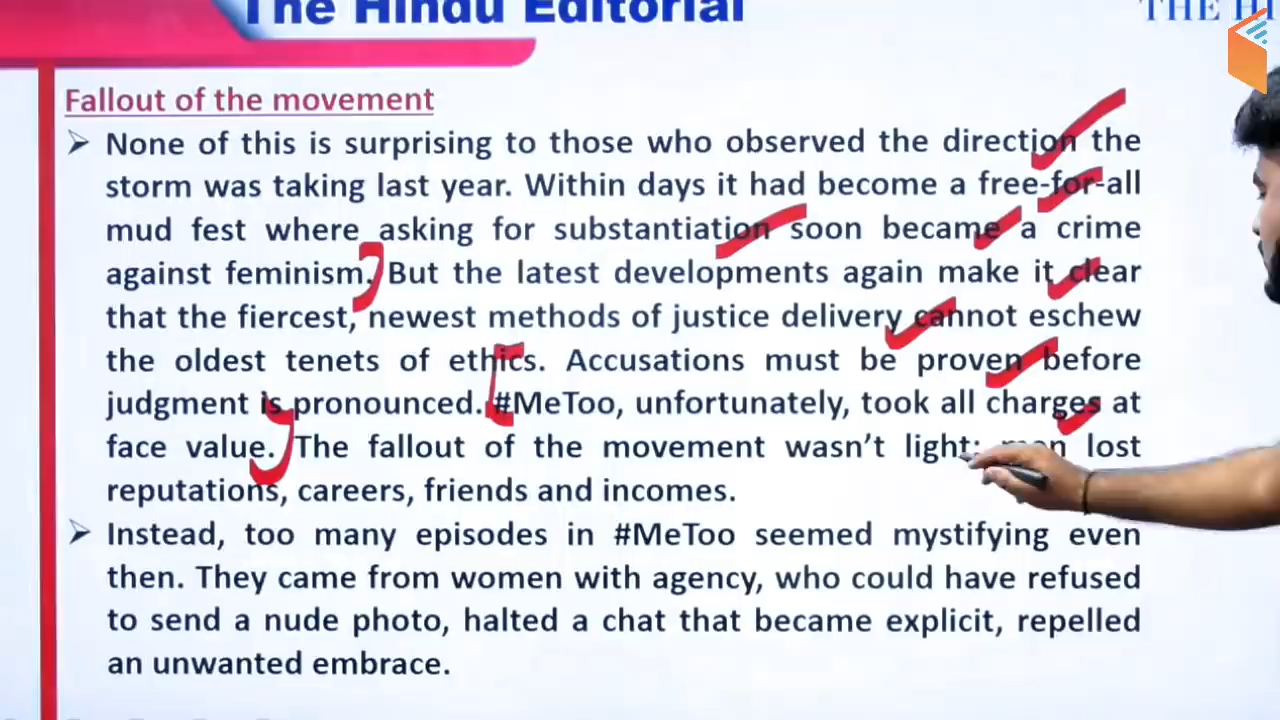 The Hindu Editorial
THE HI
Fallout of the movement
➢ None of this is surprising to those who observed the direction the
storm was taking last year. Within days it had become a free-for-all
mud fest where asking for substantiation soon became a crime
against feminism. But the latest developments again make it clear
that the fiercest, newest methods of justice delivery cannot eschew
the oldest tenets of ethics. Accusations must be proven before
judgment is pronounced. #MeToo, unfortunately, took all charges at
face value. The fallout of the movement wasn't light: men lost
reputations, careers, friends and incomes.
➢ Instead, too many episodes in #MeToo seemed mystifying even
then. They came from women with agency, who could have refused
to send a nude photo, halted a chat that became explicit, repelled
an unwanted embrace.